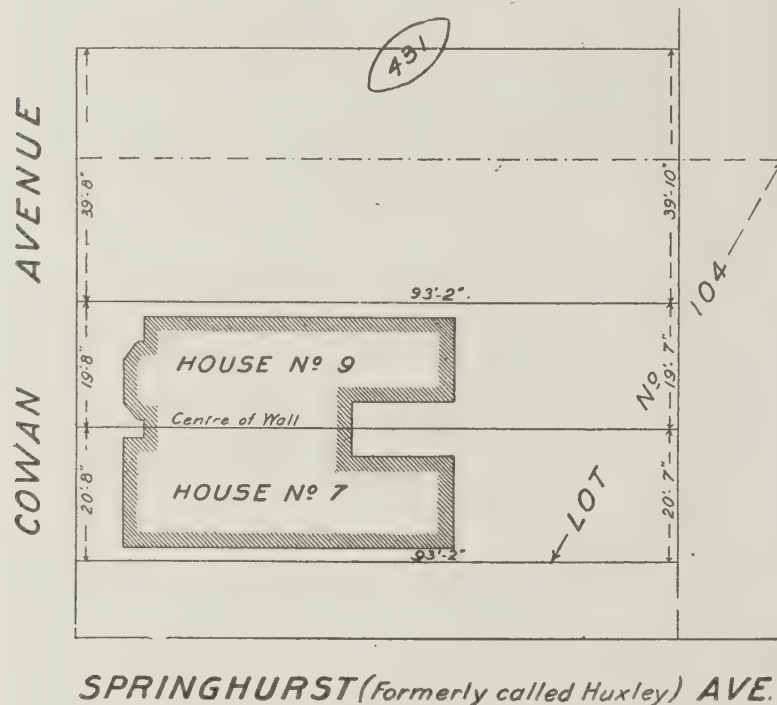 431
COWAN AVENUE
39'-8"
39'-10"
93'-2".
19'-8"
HOUSE Nº 9
19'-7"
Centre of Wall
20'-8"
HOUSE Nº 7
20'-7"
93'-2"
LOT Nº 104
SPRINGHURST (Formerly called Huxley) AVE.